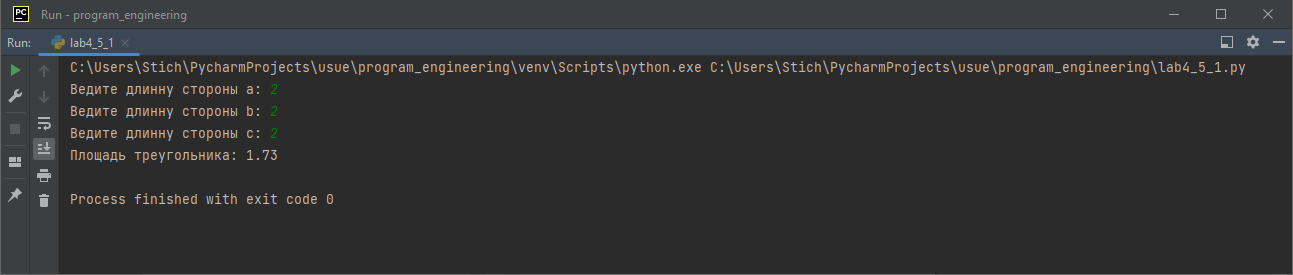 PC Run - program_engineering
Run: lab4_5_1
C:\Users\Stich\PycharmProjects\usue\program_engineering\venv\Scripts\python.exe C:\Users\Stich\PycharmProjects\usue\program_engineering\lab4_5_1.py
Ведите длинну стороны a: 2
Ведите длинну стороны b: 2
Ведите длинну стороны c: 2
Площадь треугольника: 1.73
Process finished with exit code 0